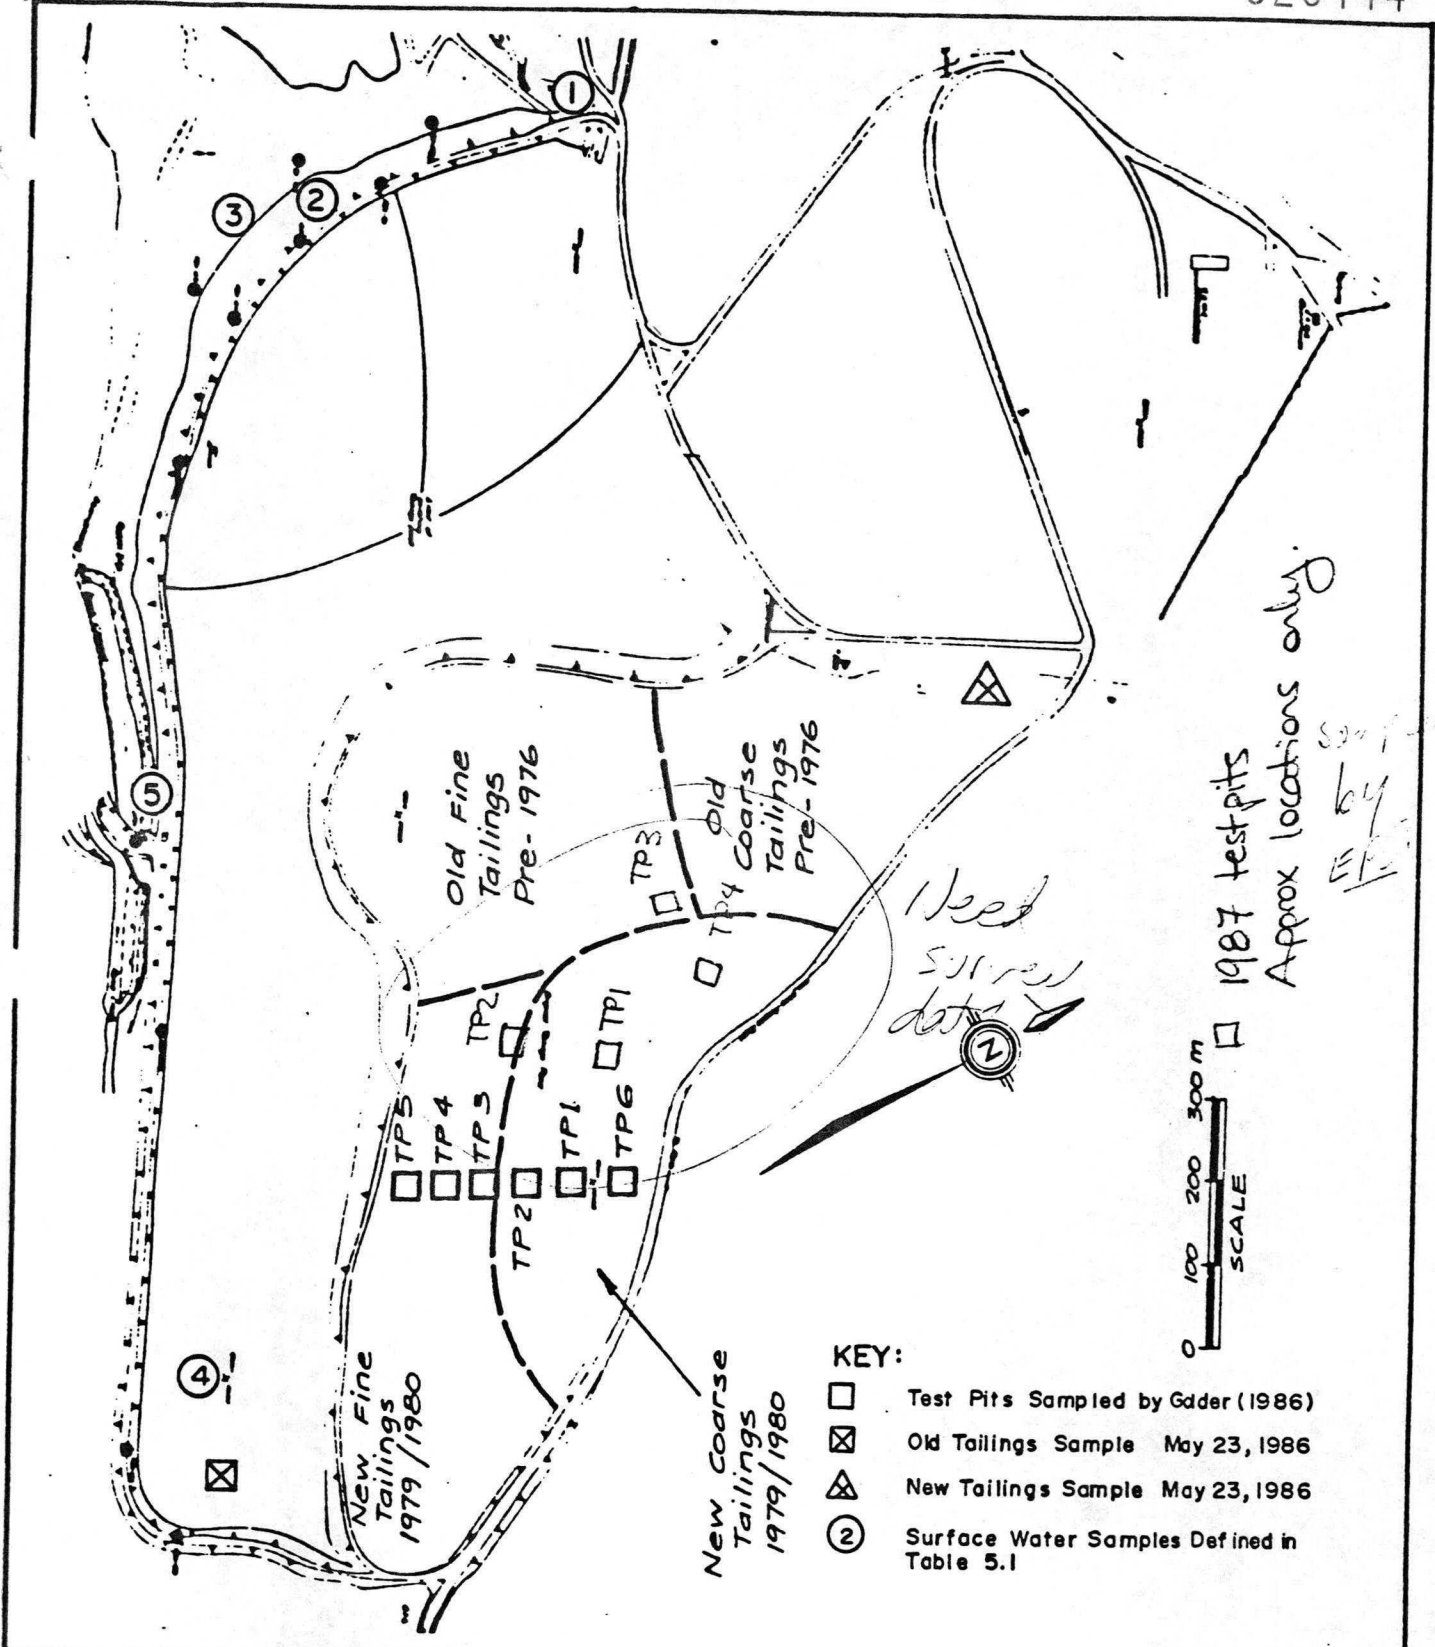 1
2
3
5
4
Old Fine
Tailings
Pre-1976
Old
Coarse
Tailings
Pre-1976
TP3
TP4
TP2
TP1
TP5
TP4
TP3
TP2
TP1
TP6
New Fine
Tailings
1979/1980
New Coarse
Tailings
1979/1980
Need
survey
data
N
1987 testpits
Approx locations only.
by
0 100 200 300 m
SCALE
KEY:
Test Pits Sampled by Golder (1986)
Old Tailings Sample May 23, 1986
New Tailings Sample May 23, 1986
2 Surface Water Samples Defined in
Table 5.1